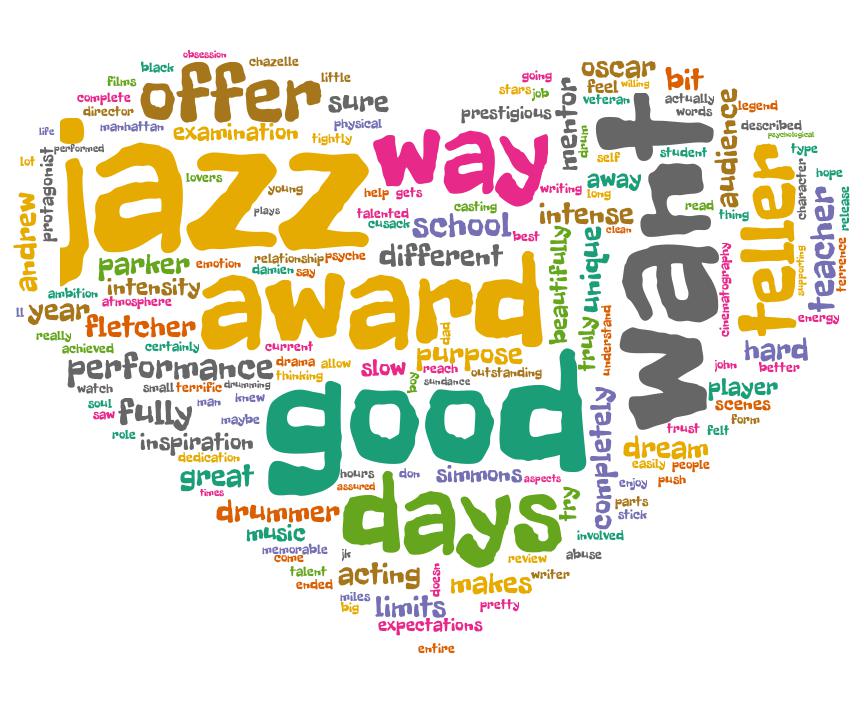 obsession
chazelle
black
films
offer
little
complete
director
sure
manhattan
examination
physical
tightly
life
performed
lot
protagonist
andrew
jazz
lovers
young
plays
way
help gets
talented
cusack
casting
school
best
writing
going
stars job
prestigious
mentor
drum
oscar
feel willing
veteran
bit
actually
words
self
student
away
long
intense
clean
want
audience
legend
described
psychological
type
read
thing
character
hope
teller
teacher
release
terrence
supporting
energy
cinematography
parker
emotion
relationship psyche
damien say
different
ambition
intensity
atmosphere
ll
year
really
fletcher
achieved
certainly
award
current
dad
beautifully
unique
truly
understand
john
hard
better
performance
drama allow
thinking
slow
purpose
reach
outstanding
boy
sundance
watch
small terrific drumming
soul
saw
fully
man
knew
maybe
role
inspiration
dedication
good
completely
player
scenes
form
trust
felt
dream
easily people
push
enjoy
parts
stick
great
times
hours
assured
don
simmons
aspects
drummer
days
try
involved
abuse
music
memorable
come
jk
review
talent
ended
acting
doesn
makes
writer
miles
big
limits
pretty
expectations
entire